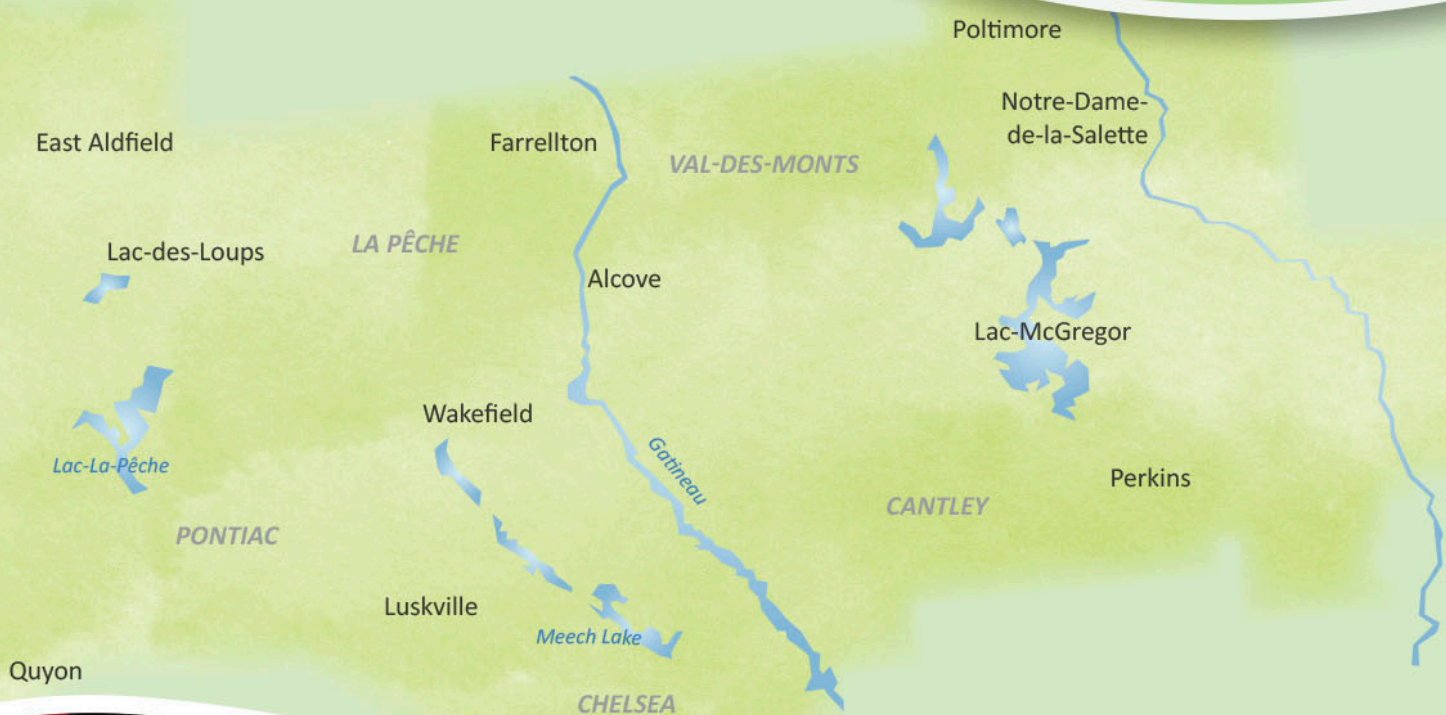 Poltimore
Notre-Dame-
de-la-Salette
East Aldfield
Farrellton
VAL-DES-MONTS
Lac-des-Loups
LA PÊCHE
Alcove
Lac-McGregor
Wakefield
Lac-La-Pêche
Gatineau
Perkins
CANTLEY
PONTIAC
Luskville
Meech Lake
Quyon
CHELSEA